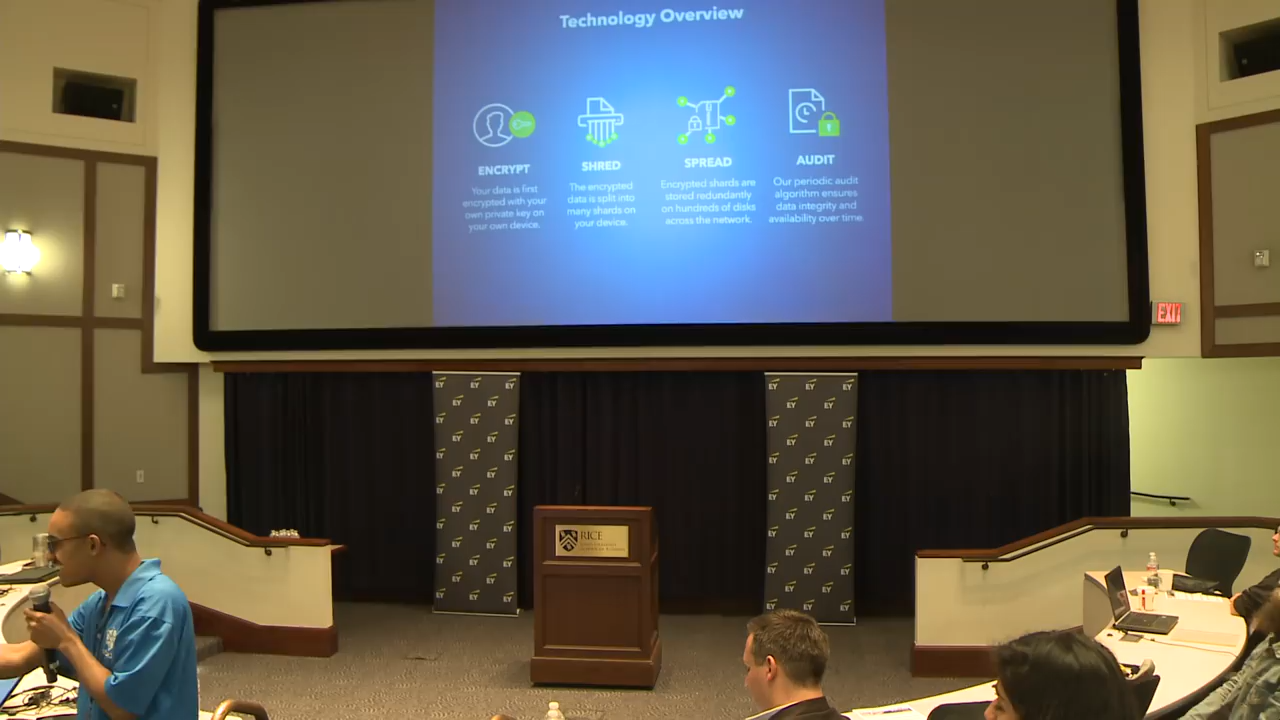 Technology Overview
ENCRYPT
Your data is first
encrypted with your
own private key on
your own device.
SHRED
The encrypted
data is split into
many shards on
your device.
SPREAD
Encrypted shards are
stored redundantly
on hundreds of disks
across the network.
AUDIT
Our periodic audit
algorithm ensures
data integrity and
availability over time.
EXIT
EY
RICE